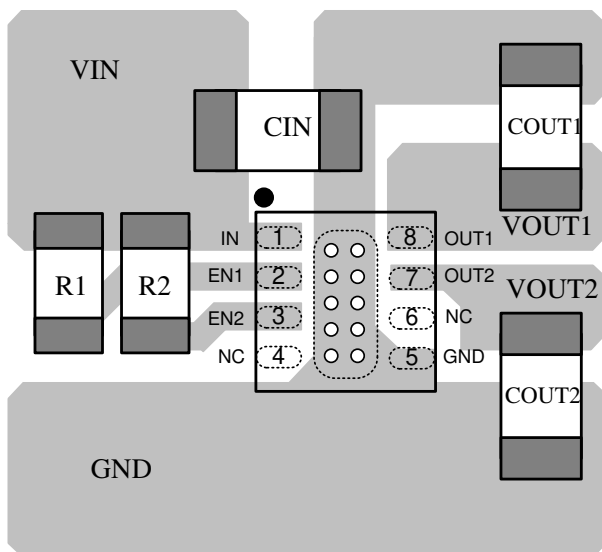 VIN
CIN
COUT1
VOUT1
IN 1 8 OUT1
EN1 2 7 OUT2
R1 R2
VOUT2
EN2 3 6 NC
NC 4 5 GND
COUT2
GND